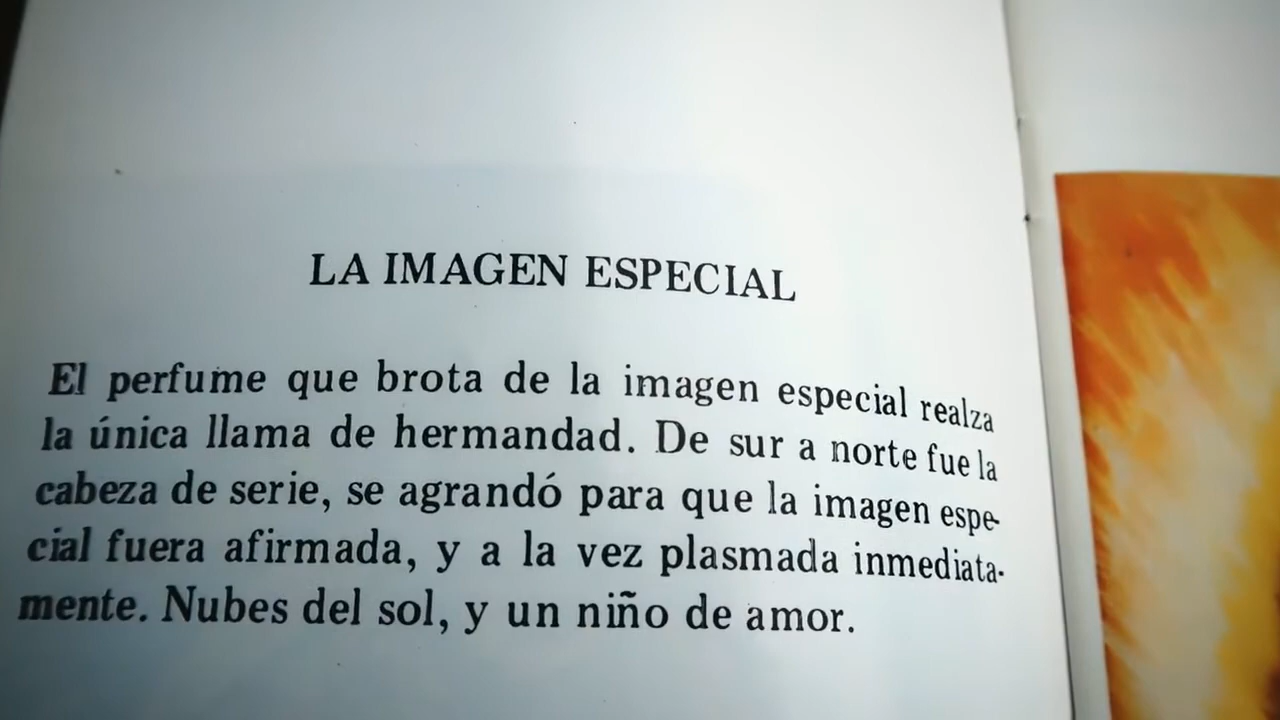 LA IMAGEN ESPECIAL
El perfume que brota de la imagen especial realza
la única llama de hermandad. De sur a norte fue la
cabeza de serie, se agrandó para que la imagen espe-
cial fuera afirmada, y a la vez plasmada inmediata-
mente. Nubes del sol, y un niño de amor.